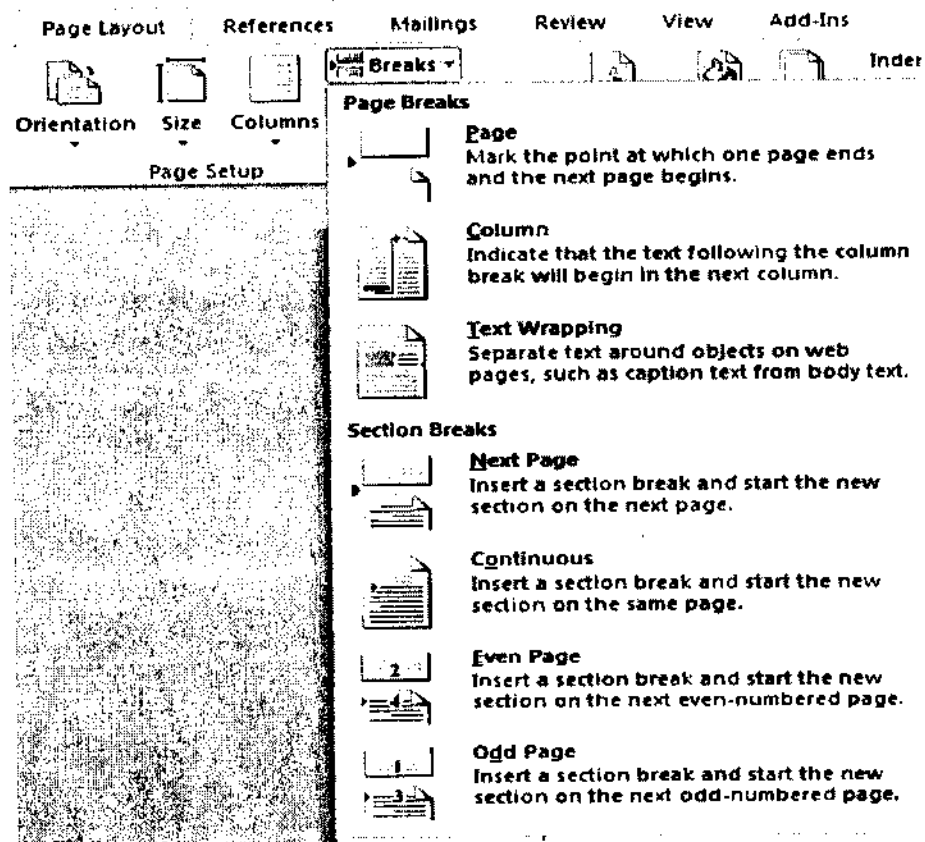 Page Layout References Mailings Review View Add-Ins
Breaks Inder
Orientation Size Columns
Page Setup
Page Breaks
Page
Mark the point at which one page ends
and the next page begins.
Column
Indicate that the text following the column
break will begin in the next column.
Text Wrapping
Separate text around objects on web
pages, such as caption text from body text.
Section Breaks
Next Page
Insert a section break and start the new
section on the next page.
Continuous
Insert a section break and start the new
section on the same page.
2
Even Page
Insert a section break and start the new
4
section on the next even-numbered page.
1
Odd Page
Insert a section break and start the new
3
section on the next odd-numbered page.